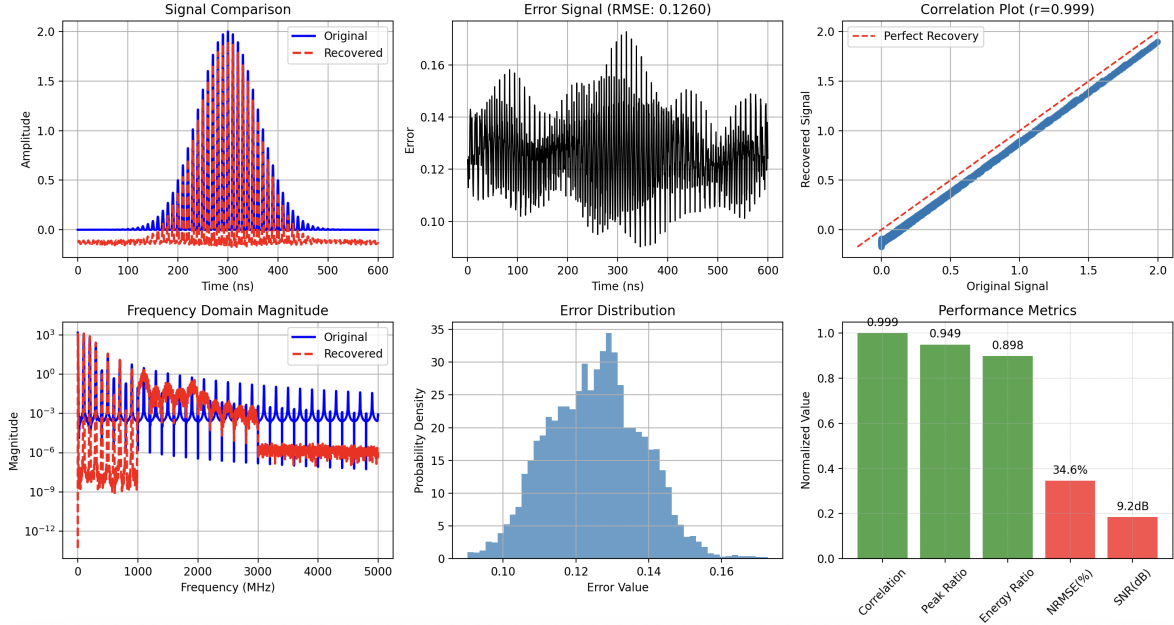 Signal Comparison
Amplitude
2.0
1.5
1.0
0.5
0.0
Original
Recovered
0 100 200 300 400 500 600
Time (ns)
Error Signal (RMSE: 0.1260)
Error
0.16
0.14
0.12
0.10
0 100 200 300 400 500 600
Time (ns)
Correlation Plot (r=0.999)
Recovered Signal
2.0
1.5
1.0
0.5
0.0
Perfect Recovery
0.0 0.5 1.0 1.5 2.0
Original Signal
Frequency Domain Magnitude
Magnitude
10³
10⁰
10⁻³
10⁻⁶
10⁻⁹
10⁻¹²
Original
Recovered
0 1000 2000 3000 4000 5000
Frequency (MHz)
Error Distribution
Probability Density
35
30
25
20
15
10
5
0
0.10 0.12 0.14 0.16
Error Value
Performance Metrics
Normalized Value
1.0
0.8
0.6
0.4
0.2
0.0
0.999
0.949
0.898
34.6%
9.2dB
Correlation
Peak Ratio
Energy Ratio
NRMSE(%)
SNR(dB)